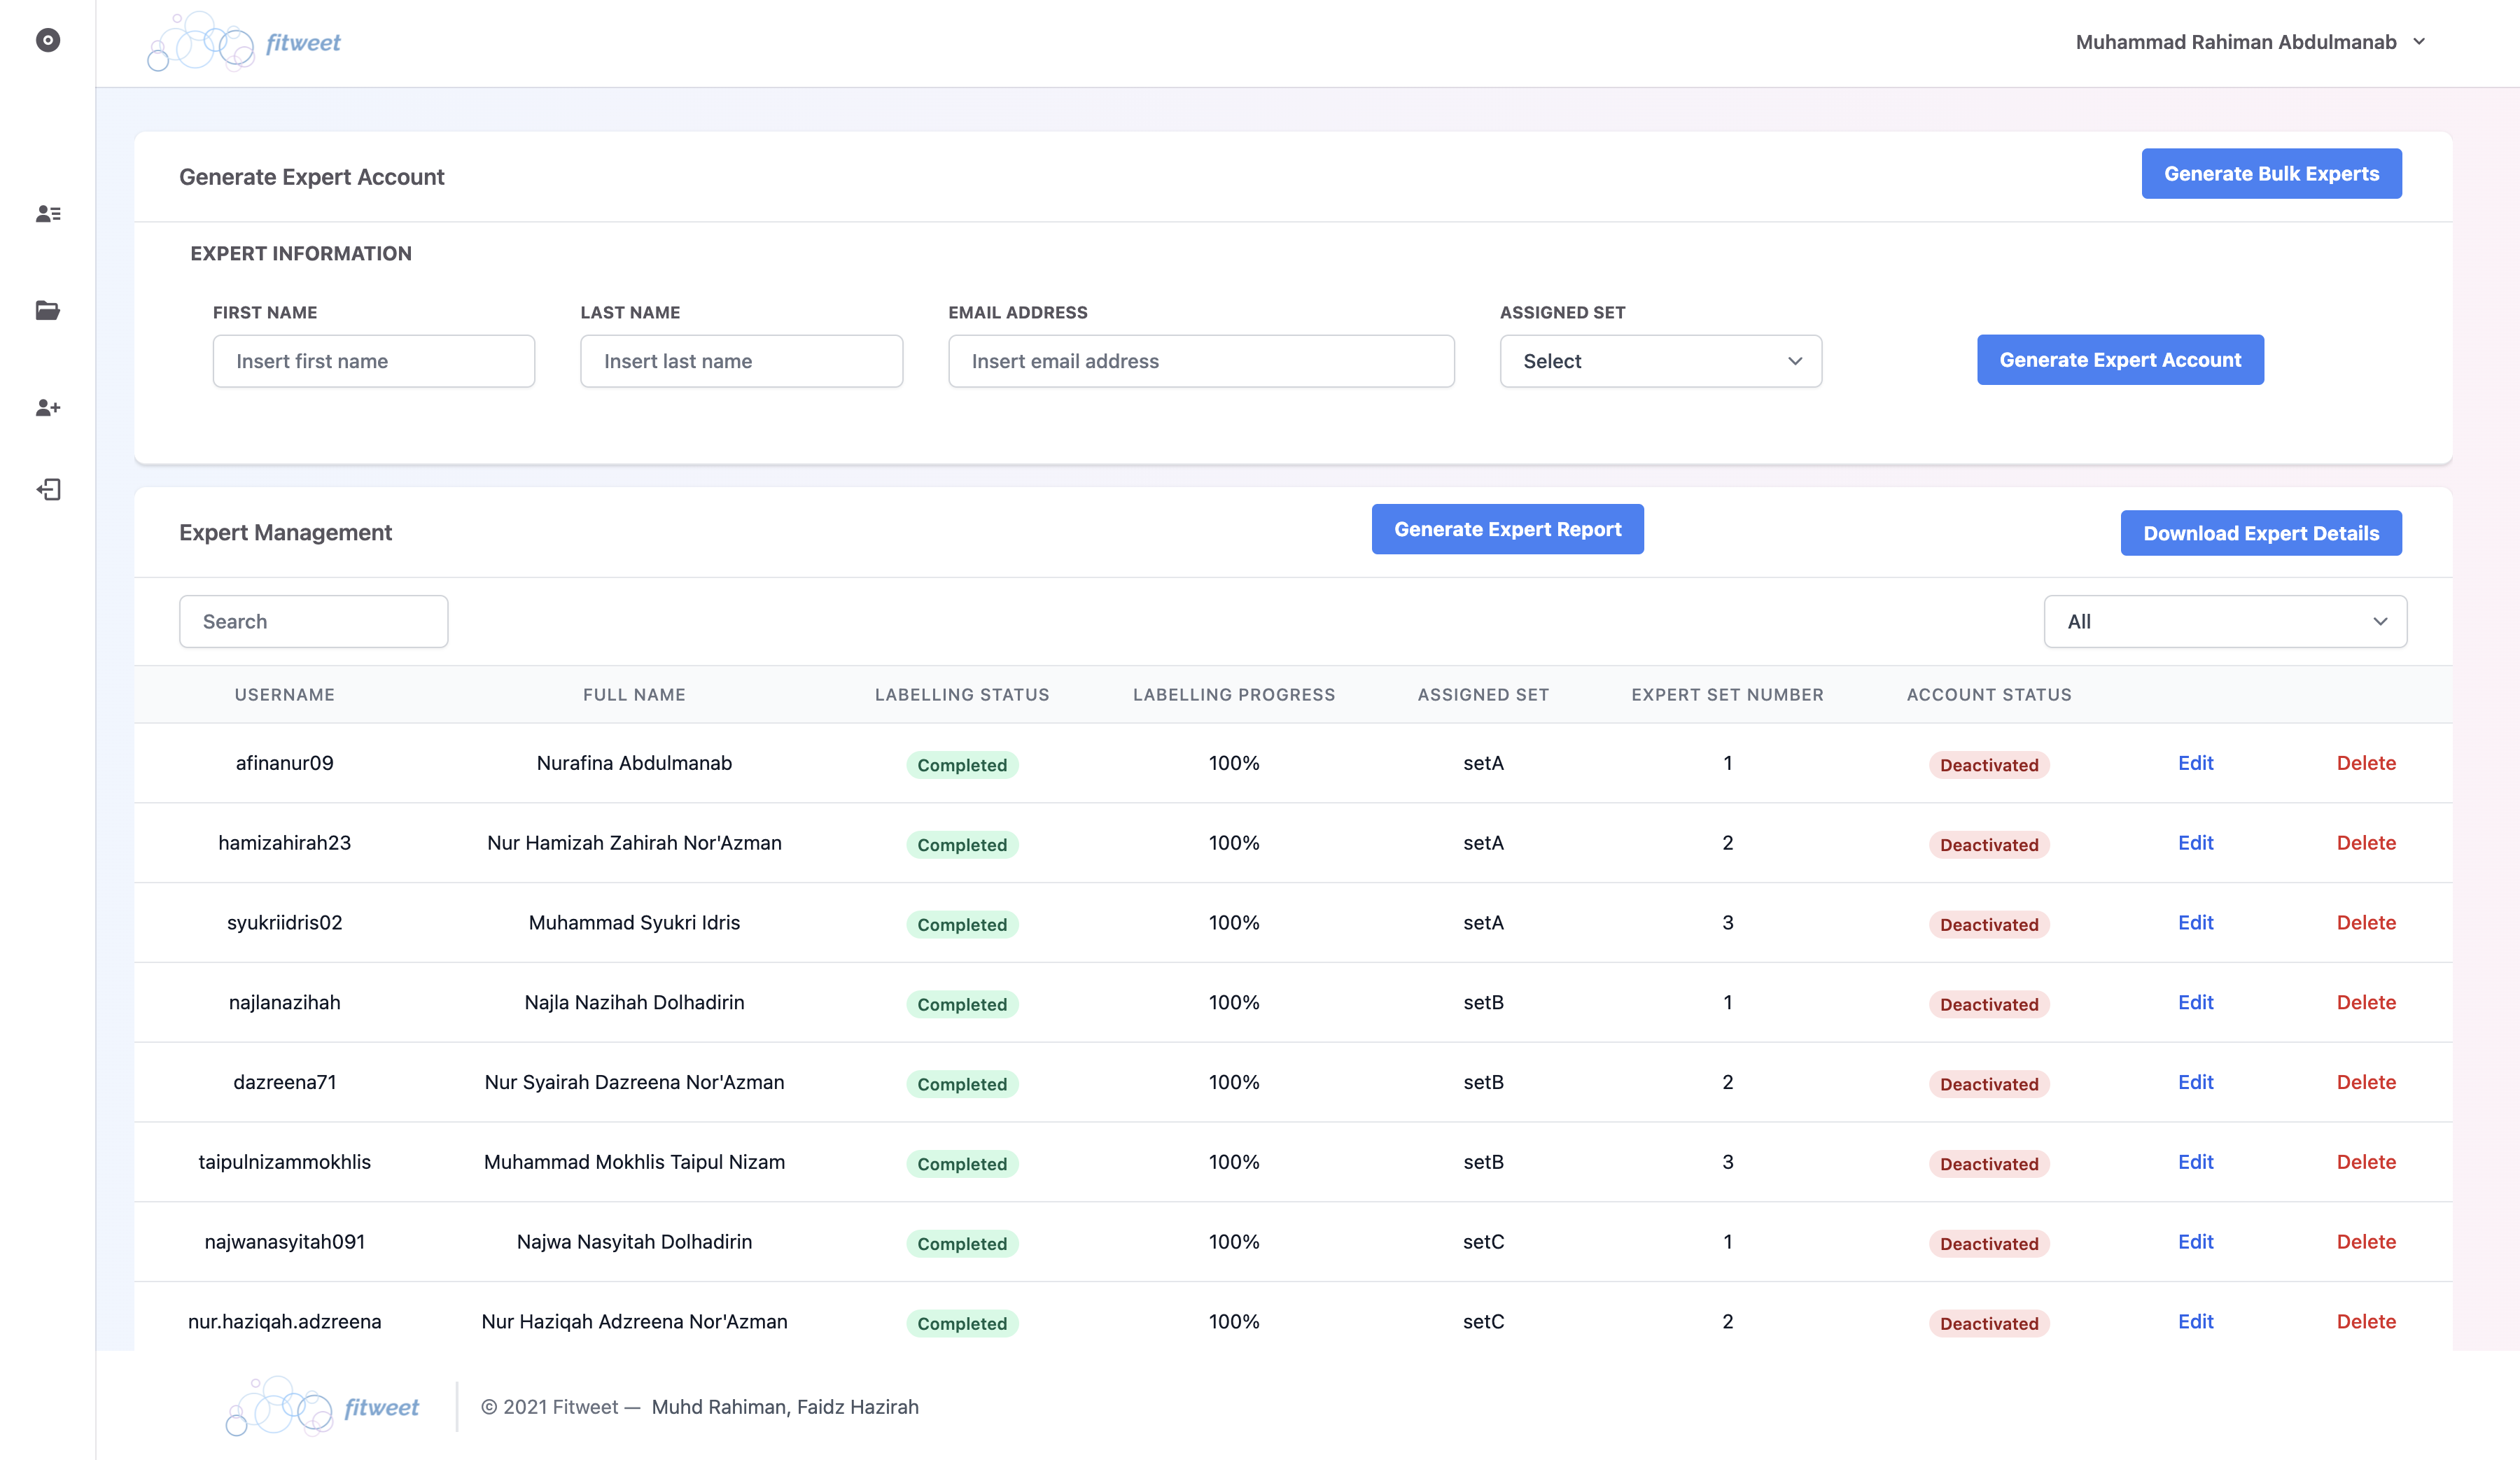 fitweet
Muhammad Rahiman Abdulmanab
Generate Expert Account
Generate Bulk Experts
EXPERT INFORMATION
FIRST NAME LAST NAME EMAIL ADDRESS ASSIGNED SET
Insert first name Insert last name Insert email address Select Generate Expert Account
Expert Management Generate Expert Report Download Expert Details
Search All
USERNAME FULL NAME LABELLING STATUS LABELLING PROGRESS ASSIGNED SET EXPERT SET NUMBER ACCOUNT STATUS
afinanur09 Nurafina Abdulmanab Completed 100% setA 1 Deactivated Edit Delete
hamizahirah23 Nur Hamizah Zahirah Nor'Azman Completed 100% setA 2 Deactivated Edit Delete
syukriidris02 Muhammad Syukri Idris Completed 100% setA 3 Deactivated Edit Delete
najlanazihah Najla Nazihah Dolhadirin Completed 100% setB 1 Deactivated Edit Delete
dazreena71 Nur Syairah Dazreena Nor'Azman Completed 100% setB 2 Deactivated Edit Delete
taipulnizammokhlis Muhammad Mokhlis Taipul Nizam Completed 100% setB 3 Deactivated Edit Delete
najwanasyitah091 Najwa Nasyitah Dolhadirin Completed 100% setC 1 Deactivated Edit Delete
nur.haziqah.adzreena Nur Haziqah Adzreena Nor'Azman Completed 100% setC 2 Deactivated Edit Delete
fitweet © 2021 Fitweet — Muhd Rahiman, Faidz Hazirah